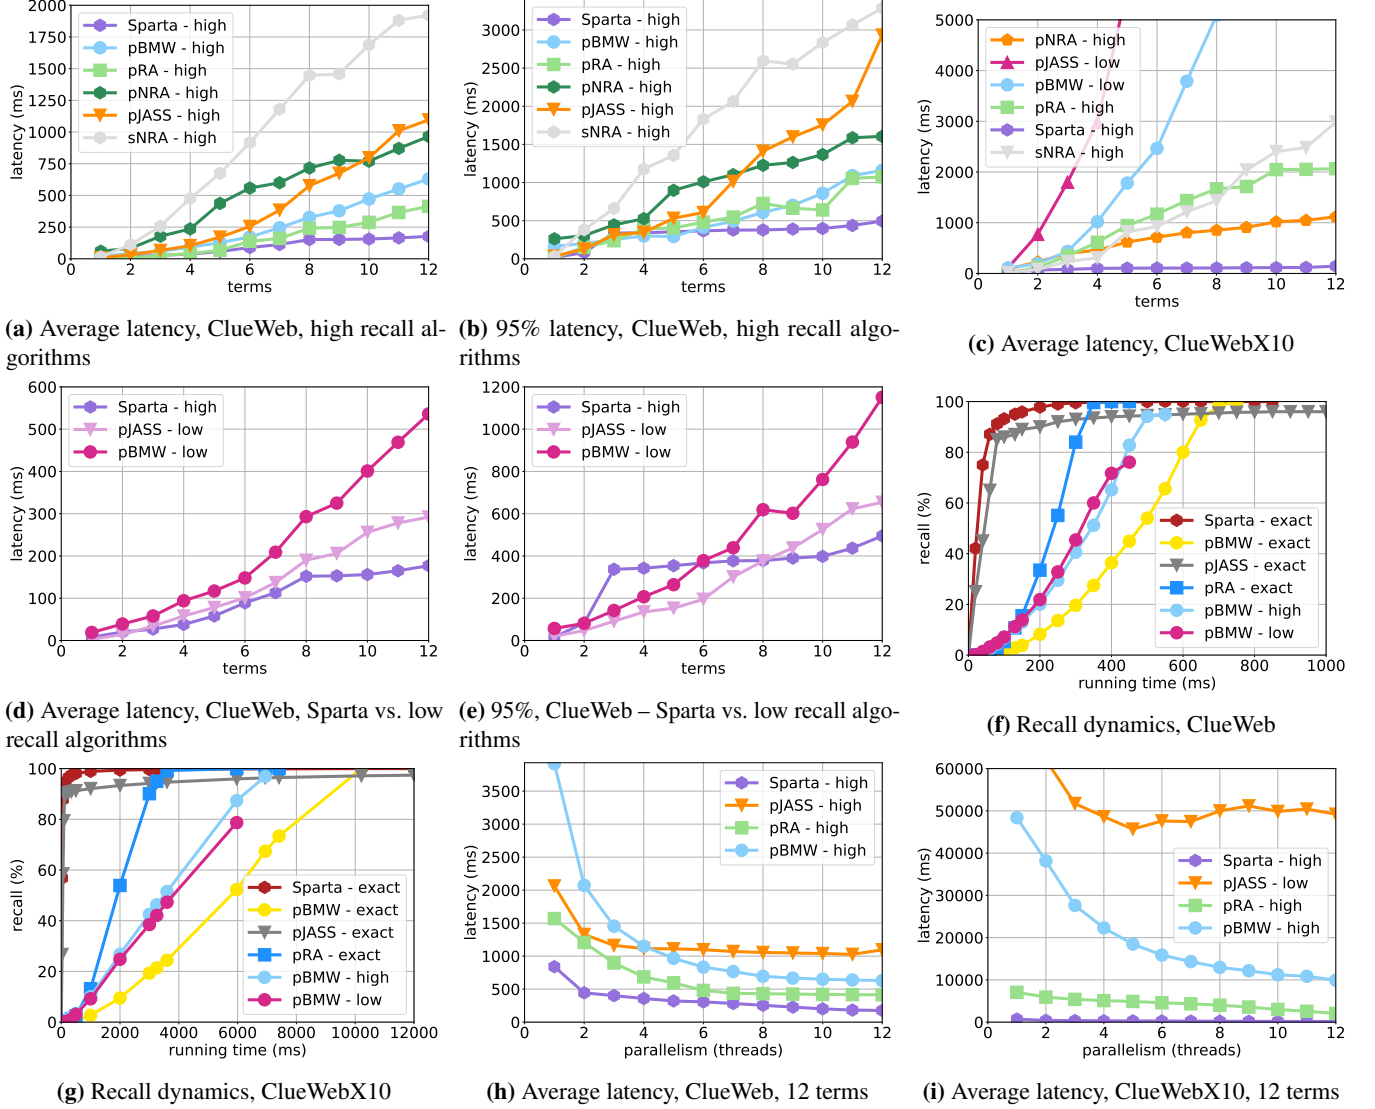 2000
1750
1500
1250
1000
750
500
250
0
latency (ms)
Sparta - high
pBMW - high
pRA - high
pNRA - high
pJASS - high
sNRA - high
0 2 4 6 8 10 12
terms
(a) Average latency, ClueWeb, high recall al-
gorithms
3000
2500
2000
1500
1000
500
0
latency (ms)
Sparta - high
pBMW - high
pRA - high
pNRA - high
pJASS - high
sNRA - high
0 2 4 6 8 10 12
terms
(b) 95% latency, ClueWeb, high recall algo-
rithms
5000
4000
3000
2000
1000
0
latency (ms)
pNRA - high
pJASS - low
pBMW - low
pRA - high
Sparta - high
sNRA - high
0 2 4 6 8 10 12
terms
(c) Average latency, ClueWebX10
600
500
400
300
200
100
0
latency (ms)
Sparta - high
pJASS - low
pBMW - low
0 2 4 6 8 10 12
terms
(d) Average latency, ClueWeb, Sparta vs. low
recall algorithms
1200
1000
800
600
400
200
0
latency (ms)
Sparta - high
pJASS - low
pBMW - low
0 2 4 6 8 10 12
terms
(e) 95%, ClueWeb – Sparta vs. low recall algo-
rithms
100
80
60
40
20
0
recall (%)
Sparta - exact
pBMW - exact
pJASS - exact
pRA - exact
pBMW - high
pBMW - low
0 200 400 600 800 1000
running time (ms)
(f) Recall dynamics, ClueWeb
100
80
60
40
20
0
recall (%)
Sparta - exact
pBMW - exact
pJASS - exact
pRA - exact
pBMW - high
pBMW - low
0 2000 4000 6000 8000 10000 12000
running time (ms)
(g) Recall dynamics, ClueWebX10
3500
3000
2500
2000
1500
1000
500
0
latency (ms)
Sparta - high
pJASS - high
pRA - high
pBMW - high
0 2 4 6 8 10 12
parallelism (threads)
(h) Average latency, ClueWeb, 12 terms
60000
50000
40000
30000
20000
10000
0
latency (ms)
Sparta - high
pJASS - low
pRA - high
pBMW - high
0 2 4 6 8 10 12
parallelism (threads)
(i) Average latency, ClueWebX10, 12 terms